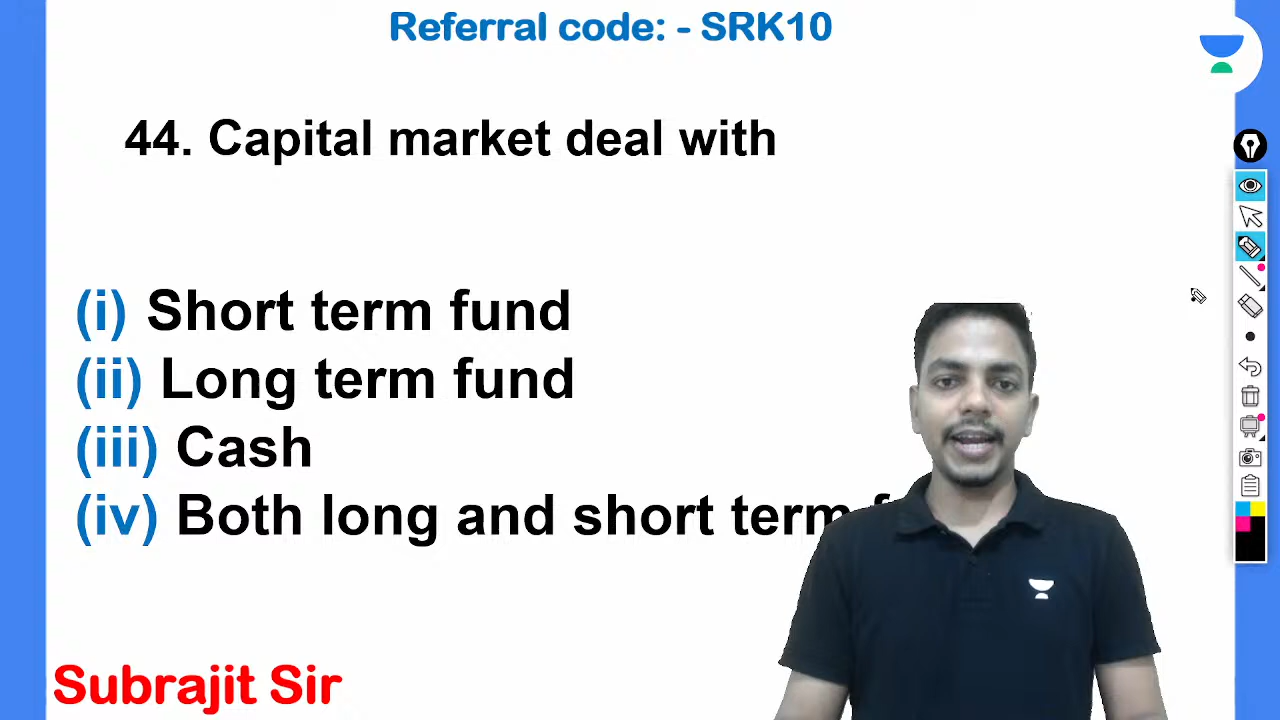 Referral code: - SRK10
44. Capital market deal with
(i) Short term fund
(ii) Long term fund
(iii) Cash
(iv) Both long and short term
Subrajit Sir